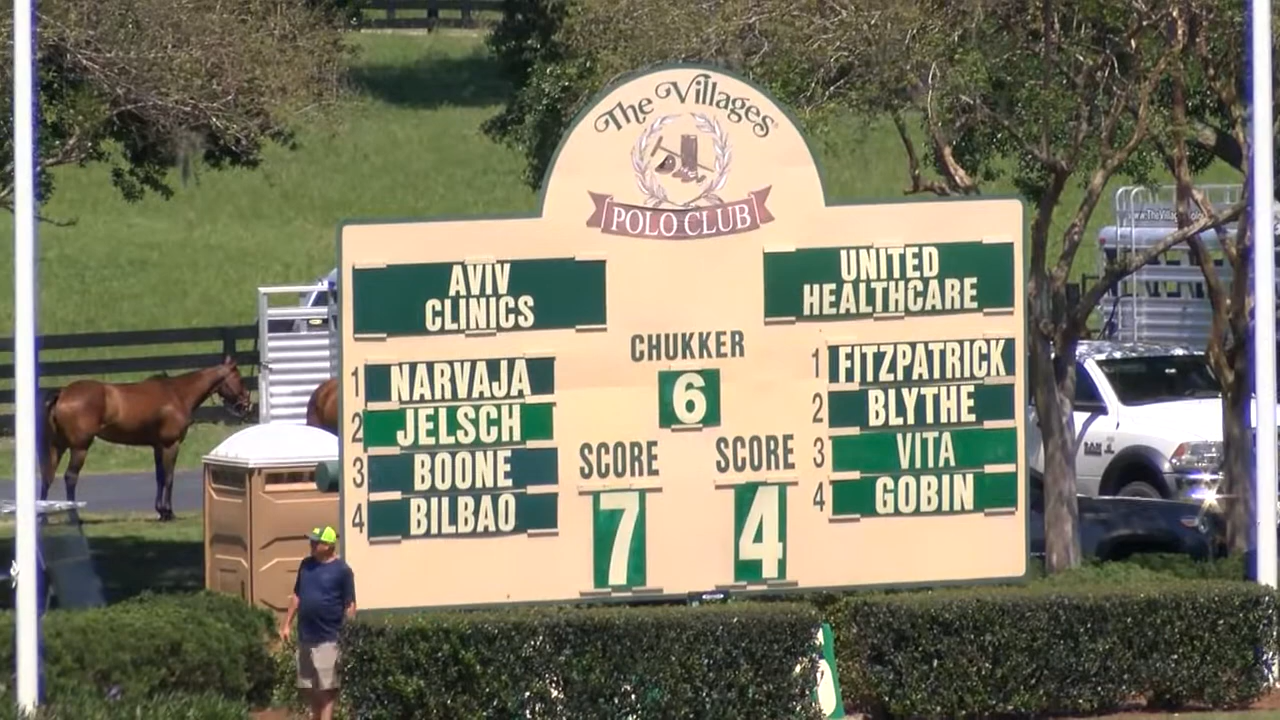 The Villages
POLO CLUB
AVIV
CLINICS
UNITED
HEALTHCARE
CHUKKER
6
1 NARVAJA
2 JELSCH
3 BOONE
4 BILBAO
SCORE
7
SCORE
4
1 FITZPATRICK
2 BLYTHE
3 VITA
4 GOBIN
RAM